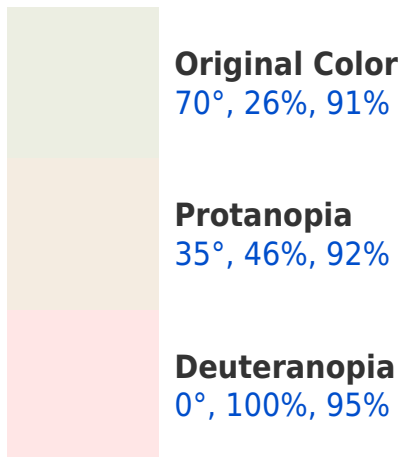 Original Color
70°, 26%, 91%
Protanopia
35°, 46%, 92%
Deuteranopia
0°, 100%, 95%